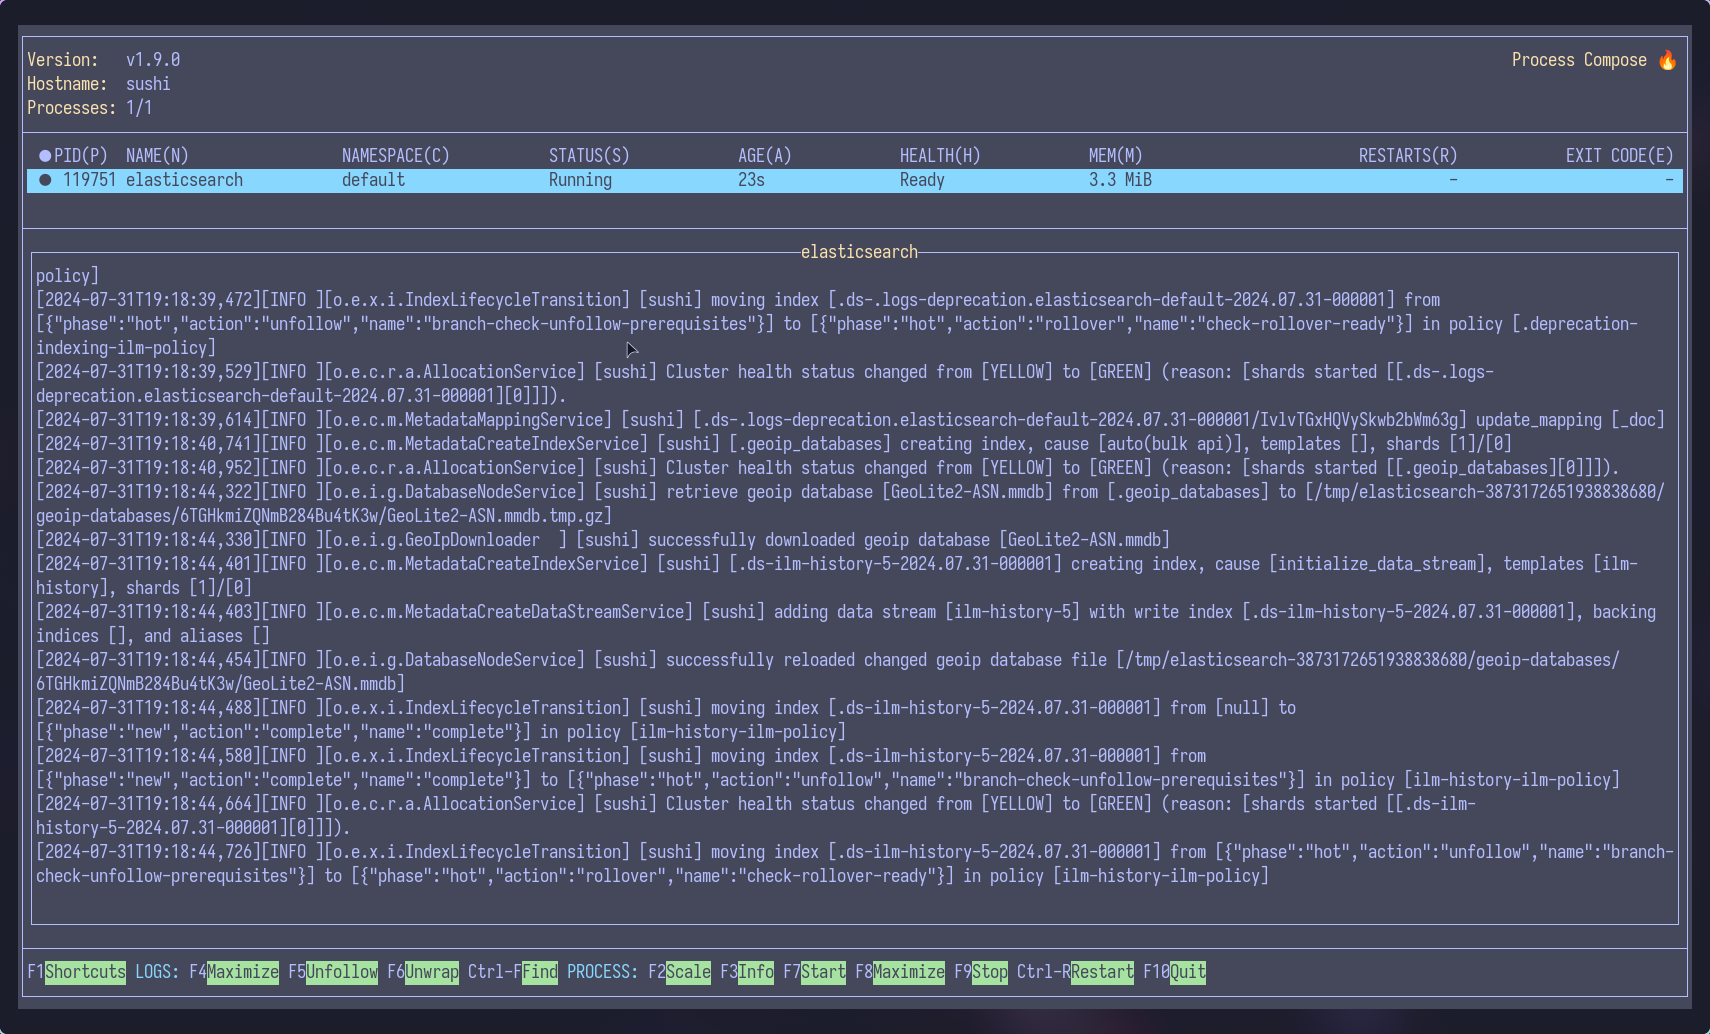 Version: v1.9.0 Process Compose 🔥
Hostname: sushi
Processes: 1/1
●PID(P) NAME(N) NAMESPACE(C) STATUS(S) AGE(A) HEALTH(H) MEM(M) RESTARTS(R) EXIT CODE(E)
● 119751 elasticsearch default Running 23s Ready 3.3 MiB - -
elasticsearch
policy]
[2024-07-31T19:18:39,472][INFO ][o.e.x.i.IndexLifecycleTransition] [sushi] moving index [.ds-.logs-deprecation.elasticsearch-default-2024.07.31-000001] from
[{"phase":"hot","action":"unfollow","name":"branch-check-unfollow-prerequisites"}] to [{"phase":"hot","action":"rollover","name":"check-rollover-ready"}] in policy [.deprecation-
indexing-ilm-policy]
[2024-07-31T19:18:39,529][INFO ][o.e.c.r.a.AllocationService] [sushi] Cluster health status changed from [YELLOW] to [GREEN] (reason: [shards started [[.ds-.logs-
deprecation.elasticsearch-default-2024.07.31-000001][0]]]).
[2024-07-31T19:18:39,614][INFO ][o.e.c.m.MetadataMappingService] [sushi] [.ds-.logs-deprecation.elasticsearch-default-2024.07.31-000001/IvlvTGxHQVySkwb2bWm63g] update_mapping [_doc]
[2024-07-31T19:18:40,741][INFO ][o.e.c.m.MetadataCreateIndexService] [sushi] [.geoip_databases] creating index, cause [auto(bulk api)], templates [], shards [1]/[0]
[2024-07-31T19:18:40,952][INFO ][o.e.c.r.a.AllocationService] [sushi] Cluster health status changed from [YELLOW] to [GREEN] (reason: [shards started [[.geoip_databases][0]]]).
[2024-07-31T19:18:44,322][INFO ][o.e.i.g.DatabaseNodeService] [sushi] retrieve geoip database [GeoLite2-ASN.mmdb] from [.geoip_databases] to [/tmp/elasticsearch-3873172651938838680/
geoip-databases/6TGHkmiZQNmB284Bu4tK3w/GeoLite2-ASN.mmdb.tmp.gz]
[2024-07-31T19:18:44,330][INFO ][o.e.i.g.GeoIpDownloader  ] [sushi] successfully downloaded geoip database [GeoLite2-ASN.mmdb]
[2024-07-31T19:18:44,401][INFO ][o.e.c.m.MetadataCreateIndexService] [sushi] [.ds-ilm-history-5-2024.07.31-000001] creating index, cause [initialize_data_stream], templates [ilm-
history], shards [1]/[0]
[2024-07-31T19:18:44,403][INFO ][o.e.c.m.MetadataCreateDataStreamService] [sushi] adding data stream [ilm-history-5] with write index [.ds-ilm-history-5-2024.07.31-000001], backing
indices [], and aliases []
[2024-07-31T19:18:44,454][INFO ][o.e.i.g.DatabaseNodeService] [sushi] successfully reloaded changed geoip database file [/tmp/elasticsearch-3873172651938838680/geoip-databases/
6TGHkmiZQNmB284Bu4tK3w/GeoLite2-ASN.mmdb]
[2024-07-31T19:18:44,488][INFO ][o.e.x.i.IndexLifecycleTransition] [sushi] moving index [.ds-ilm-history-5-2024.07.31-000001] from [null] to
[{"phase":"new","action":"complete","name":"complete"}] in policy [ilm-history-ilm-policy]
[2024-07-31T19:18:44,580][INFO ][o.e.x.i.IndexLifecycleTransition] [sushi] moving index [.ds-ilm-history-5-2024.07.31-000001] from
[{"phase":"new","action":"complete","name":"complete"}] to [{"phase":"hot","action":"unfollow","name":"branch-check-unfollow-prerequisites"}] in policy [ilm-history-ilm-policy]
[2024-07-31T19:18:44,664][INFO ][o.e.c.r.a.AllocationService] [sushi] Cluster health status changed from [YELLOW] to [GREEN] (reason: [shards started [[.ds-ilm-
history-5-2024.07.31-000001][0]]]).
[2024-07-31T19:18:44,726][INFO ][o.e.x.i.IndexLifecycleTransition] [sushi] moving index [.ds-ilm-history-5-2024.07.31-000001] from [{"phase":"hot","action":"unfollow","name":"branch-
check-unfollow-prerequisites"}] to [{"phase":"hot","action":"rollover","name":"check-rollover-ready"}] in policy [ilm-history-ilm-policy]
F1Shortcuts LOGS: F4Maximize F5Unfollow F6Unwrap Ctrl-FFind PROCESS: F2Scale F3Info F7Start F8Maximize F9Stop Ctrl-RRestart F10Quit